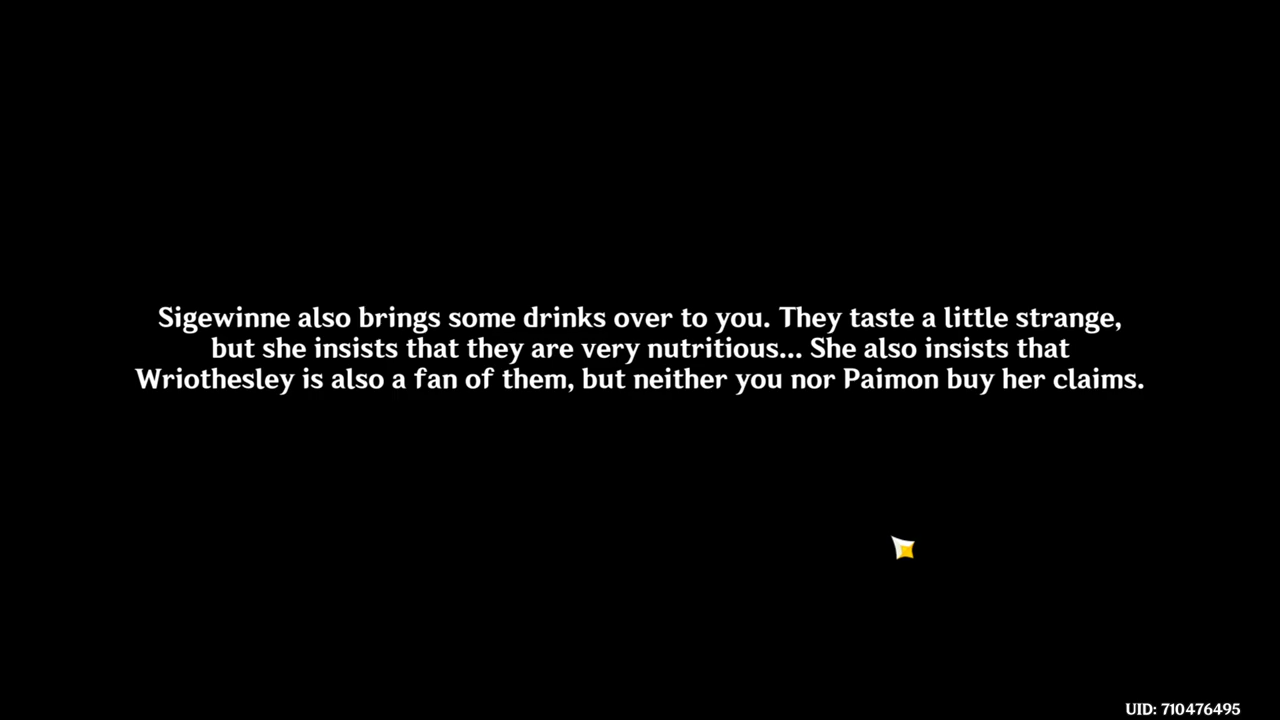 Sigewinne also brings some drinks over to you. They taste a little strange,
but she insists that they are very nutritious... She also insists that
Wriothesley is also a fan of them, but neither you nor Paimon buy her claims.
UID: 710476495